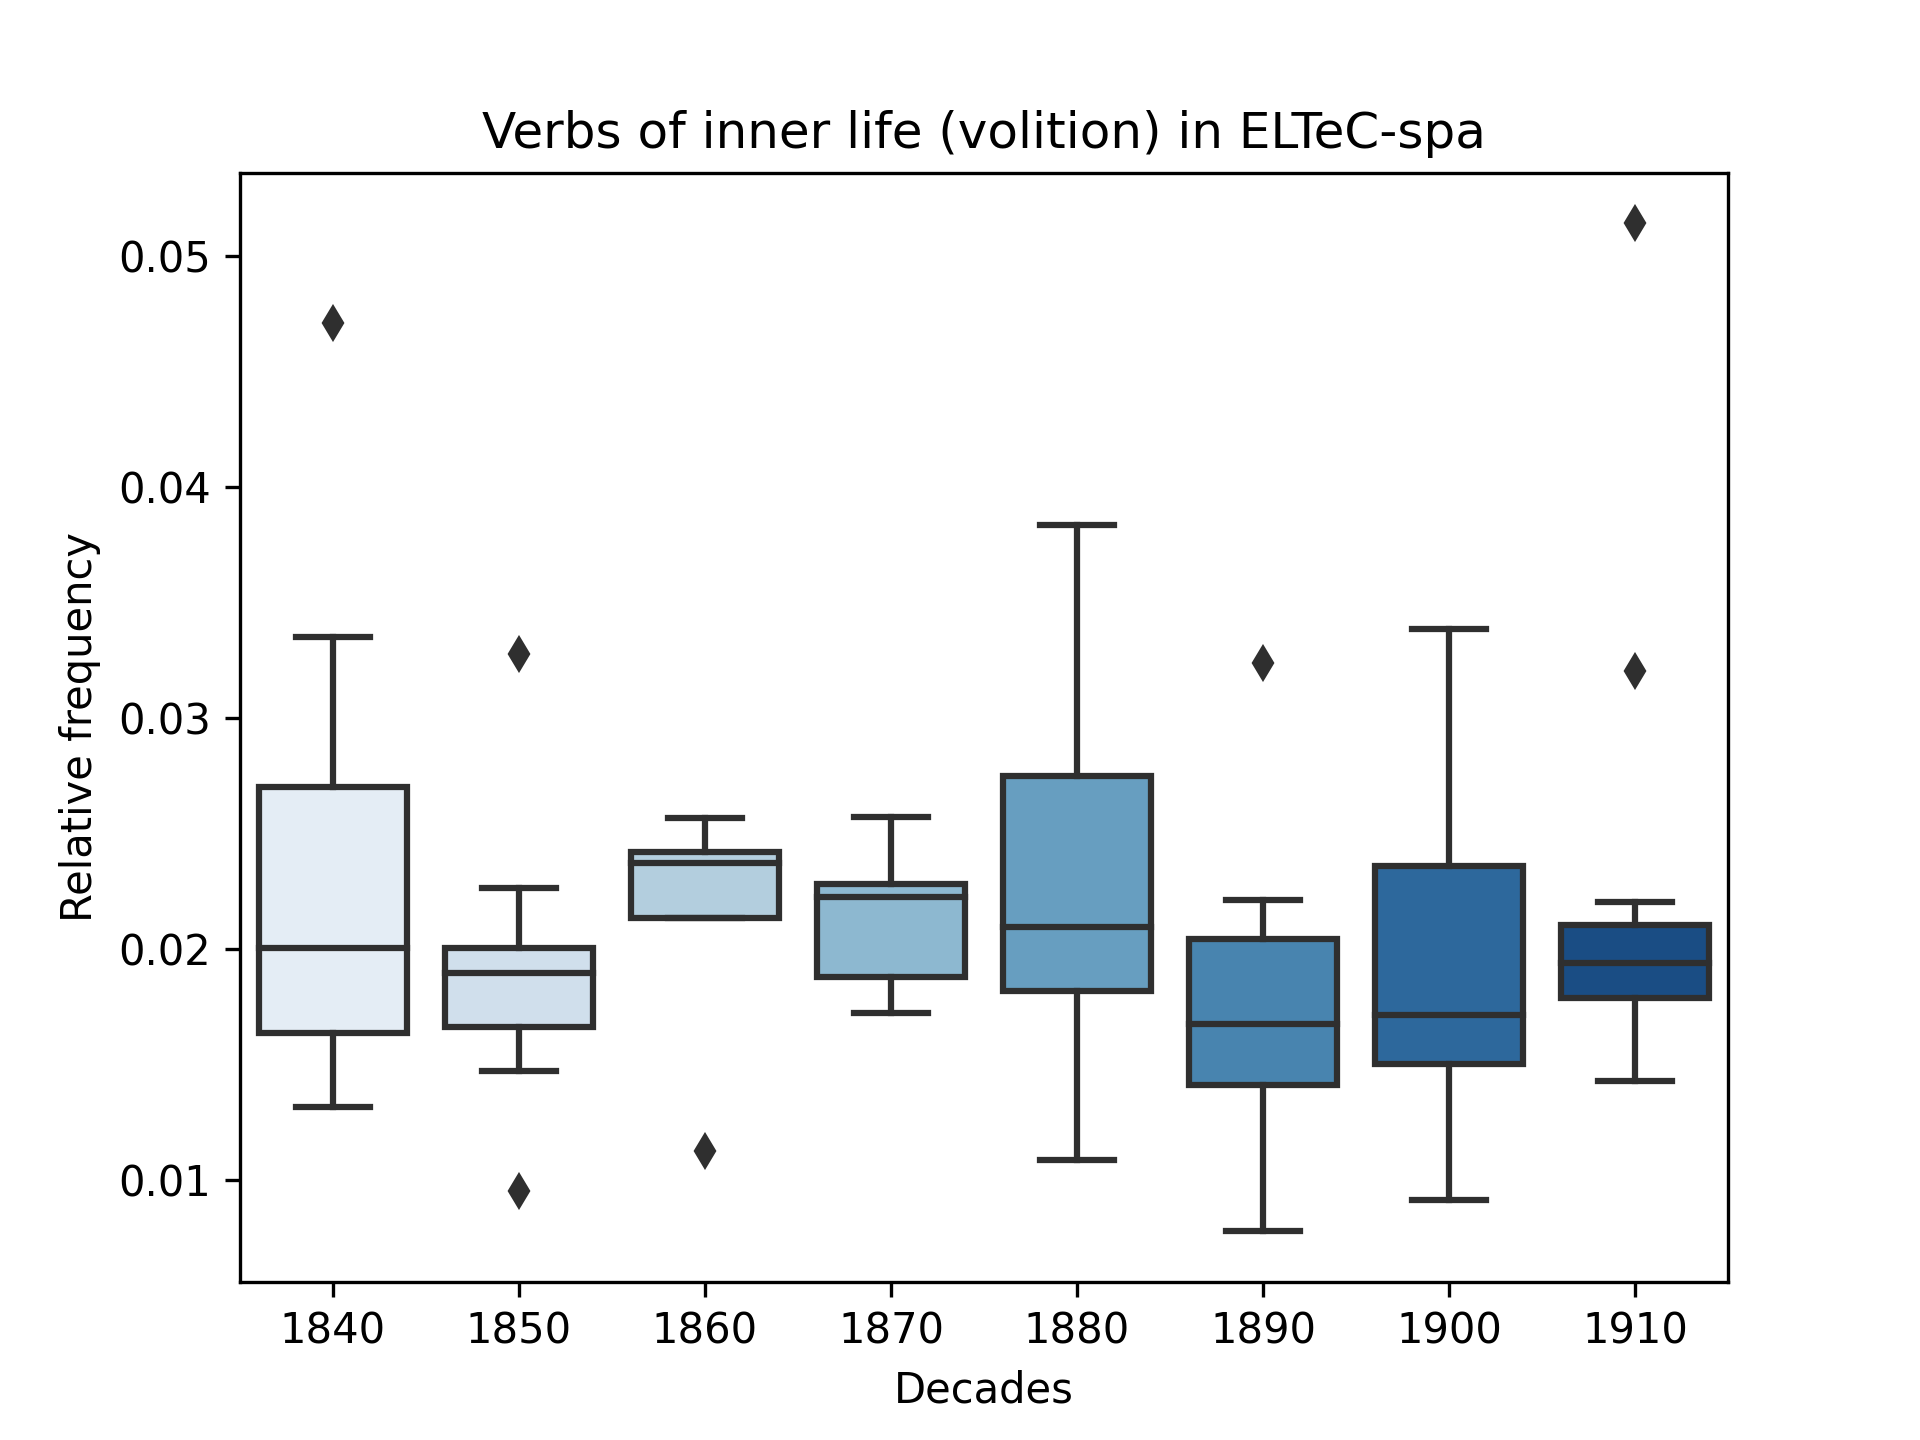 Verbs of inner life (volition) in ELTeC-spa
0.05
0.04
0.03
0.02
0.01
Relative frequency
1840 1850 1860 1870 1880 1890 1900 1910
Decades